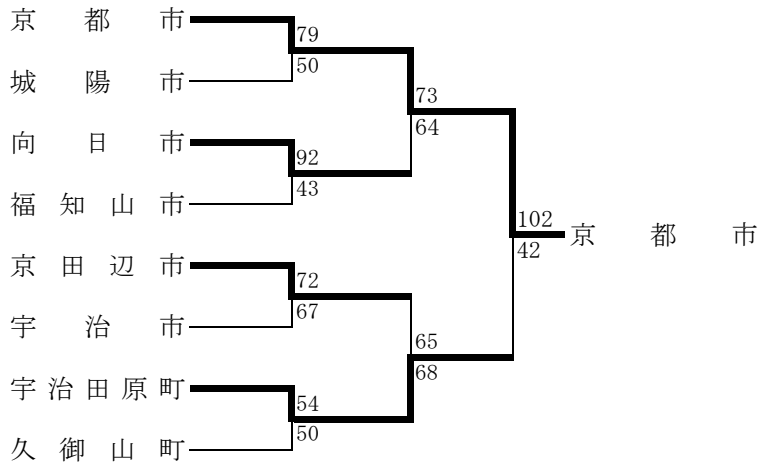 京都市
79
50
城陽市
73
64
向日市
92
43
福知山市
102
42
京都市
京田辺市
72
67
宇治市
65
68
宇治田原町
54
50
久御山町